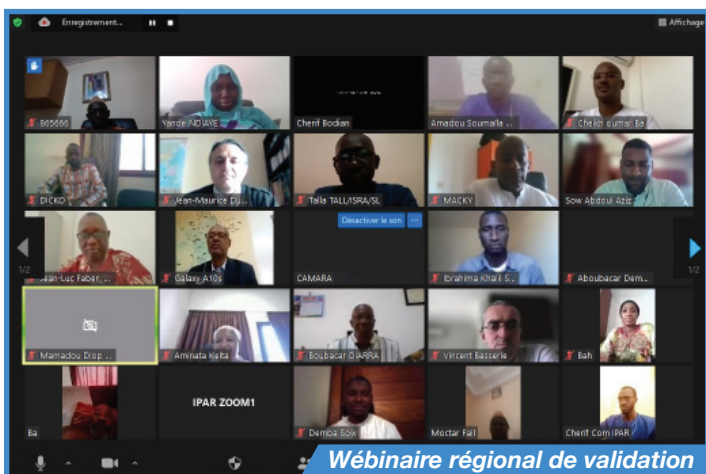 Enregistrement...
Affichage
865666
Yande NDIAYE
Cherif Bodian
Amadou Soumaïla ...
Cheikh oumar Ba
DICKO
Jean-Maurice Du...
Talla TALL/ISRA/SL
MACKY
Sow Abdoul Aziz
Désactiver le son ...
1/2
1/2
Jean-Luc Faber, ...
Galaxy A10s
CAMARA
Ibrahima Khalil S...
Aboubacar Dem...
Mamadou Diop ...
Aminata Keita
Boubacar DIARRA
Vincent Basserie
Bah
IPAR ZOOM1
Ba
Demba Sow
Moctar Fall
Cherif Com IPAR
Wébinaire régional de validation